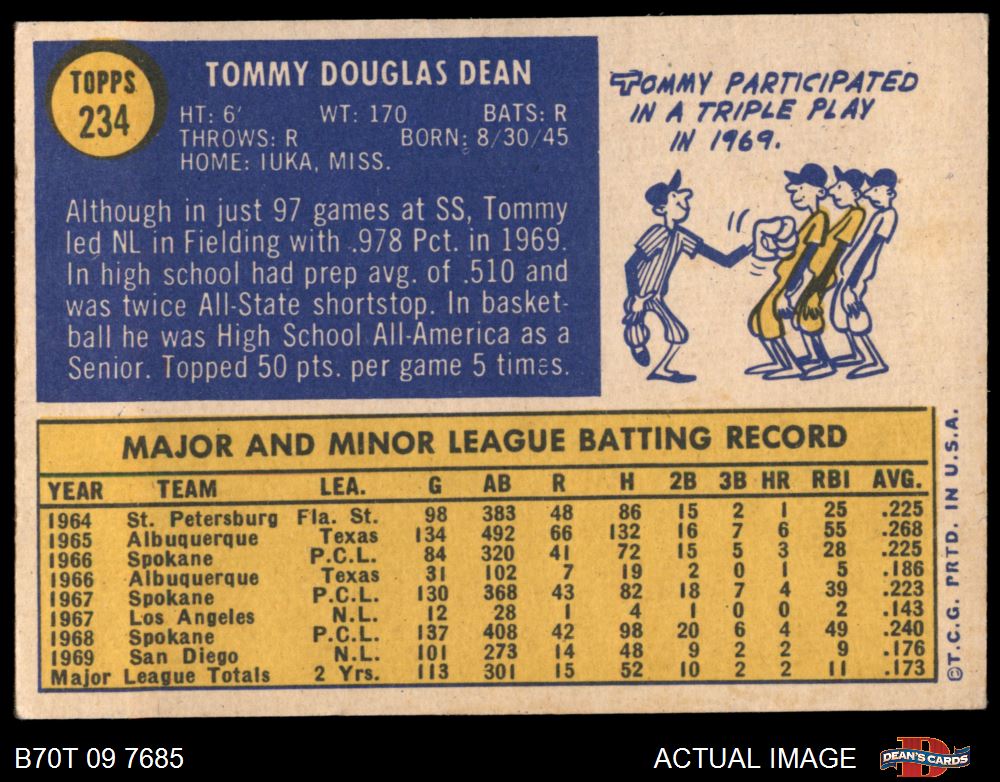 TOPPS
234
TOMMY DOUGLAS DEAN
HT: 6' WT: 170 BATS: R
THROWS: R BORN: 8/30/45
HOME: IUKA, MISS.
Although in just 97 games at SS, Tommy
led NL in Fielding with .978 Pct. in 1969.
In high school had prep avg. of .510 and
was twice All-State shortstop. In basket-
ball he was High School All-America as a
Senior. Topped 50 pts. per game 5 times.
TOMMY PARTICIPATED
IN A TRIPLE PLAY
IN 1969.
MAJOR AND MINOR LEAGUE BATTING RECORD
YEAR TEAM LEA. G AB R H 2B 3B HR RBI AVG.
1964 St. Petersburg Fla. St. 98 383 48 86 15 2 1 25 .225
1965 Albuquerque Texas 134 492 66 132 16 7 6 55 .268
1966 Spokane P.C.L. 84 320 41 72 15 5 3 28 .225
1966 Albuquerque Texas 31 102 7 19 2 0 1 5 .186
1967 Spokane P.C.L. 130 368 43 82 18 7 4 39 .223
1967 Los Angeles N.L. 12 28 1 4 1 0 0 2 .143
1968 Spokane P.C.L. 137 408 42 98 20 6 4 49 .240
1969 San Diego N.L. 101 273 14 48 9 2 2 9 .176
Major League Totals 2 Yrs. 113 301 15 52 10 2 2 11 .173
©T.C.G. PRTD. IN U.S.A.
B70T 09 7685
ACTUAL IMAGE
DEAN'S CARDS